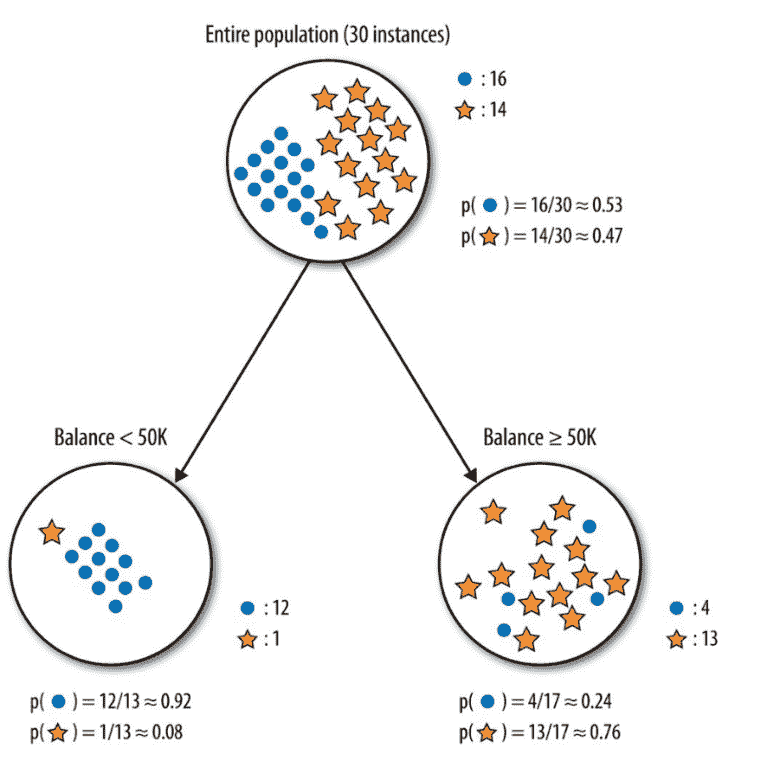 Entire population (30 instances)
: 16
: 14
p( ) = 16/30 ≈ 0.53
p( ) = 14/30 ≈ 0.47
Balance < 50K
Balance ≥ 50K
: 12
: 1
: 4
: 13
p( ) = 12/13 ≈ 0.92
p( ) = 1/13 ≈ 0.08
p( ) = 4/17 ≈ 0.24
p( ) = 13/17 ≈ 0.76